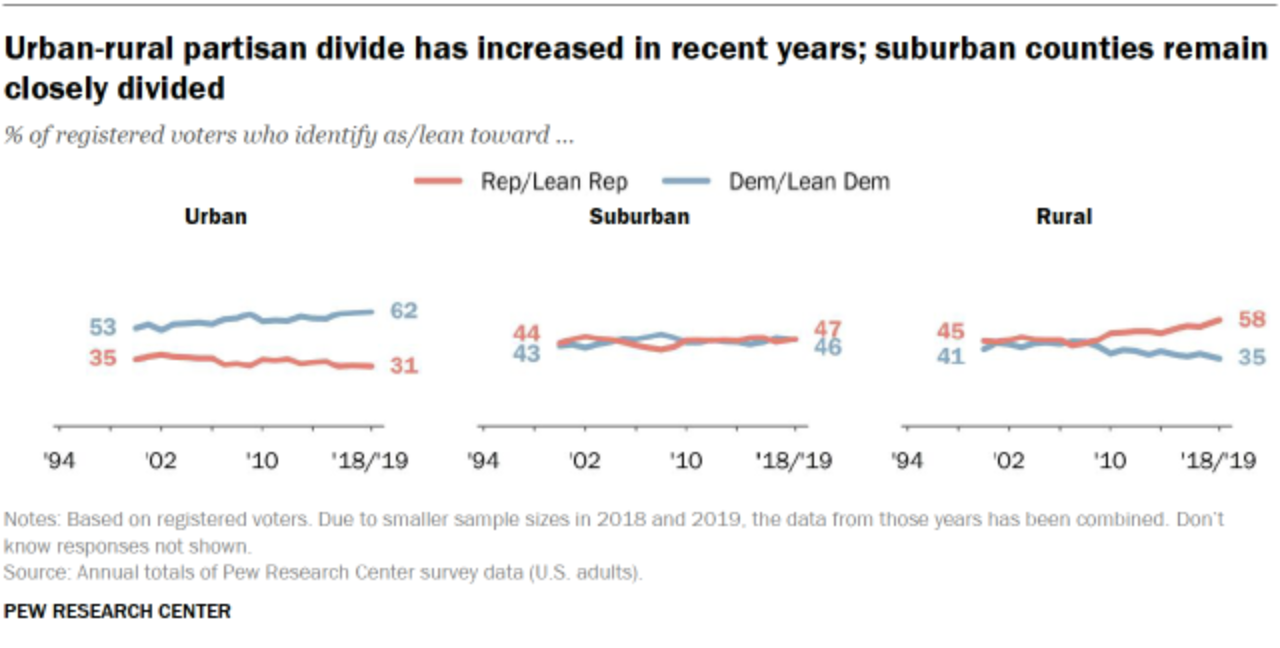 Urban-rural partisan divide has increased in recent years; suburban counties remain
closely divided
% of registered voters who identify as/lean toward ...
Rep/Lean Rep Dem/Lean Dem
Urban Suburban Rural
53 62
35 31
44 47
43 46
45 58
41 35
'94 '02 '10 '18/'19 '94 '02 '10 '18/'19 '94 '02 '10 '18/'19
Notes: Based on registered voters. Due to smaller sample sizes in 2018 and 2019, the data from those years has been combined. Don't
know responses not shown.
Source: Annual totals of Pew Research Center survey data (U.S. adults).
PEW RESEARCH CENTER